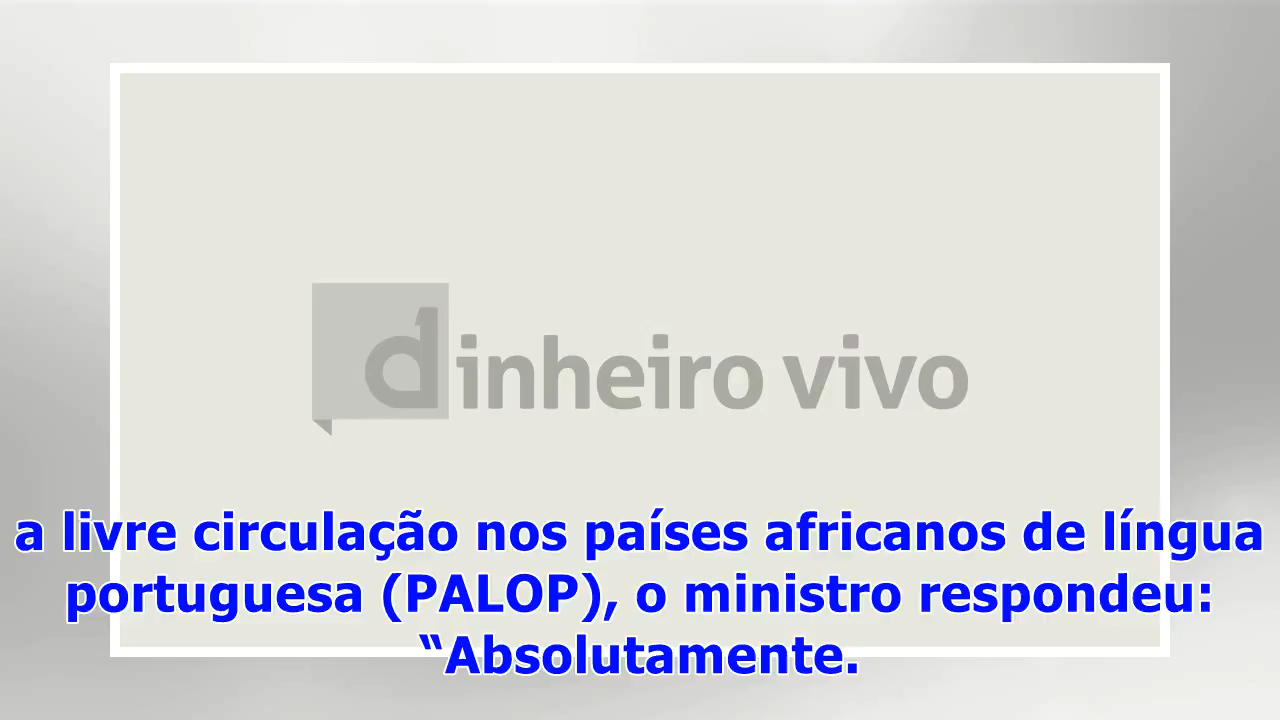 dinheiro vivo
a livre circulação nos países africanos de língua
portuguesa (PALOP), o ministro respondeu:
“Absolutamente.